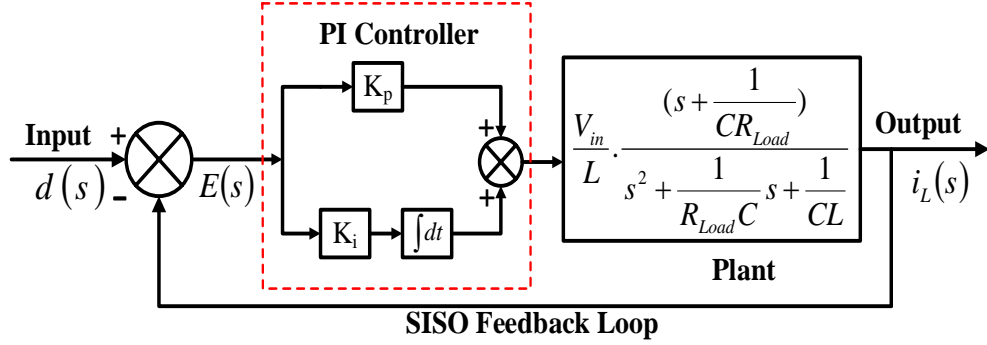 PI Controller
K_p
Input
+
d(s)
-
E(s)
K_i
∫dt
+
+
V_in/L . (s + 1/(CR_Load)) / (s^2 + 1/(R_Load C) s + 1/(CL))
Plant
Output
i_L(s)
SISO Feedback Loop